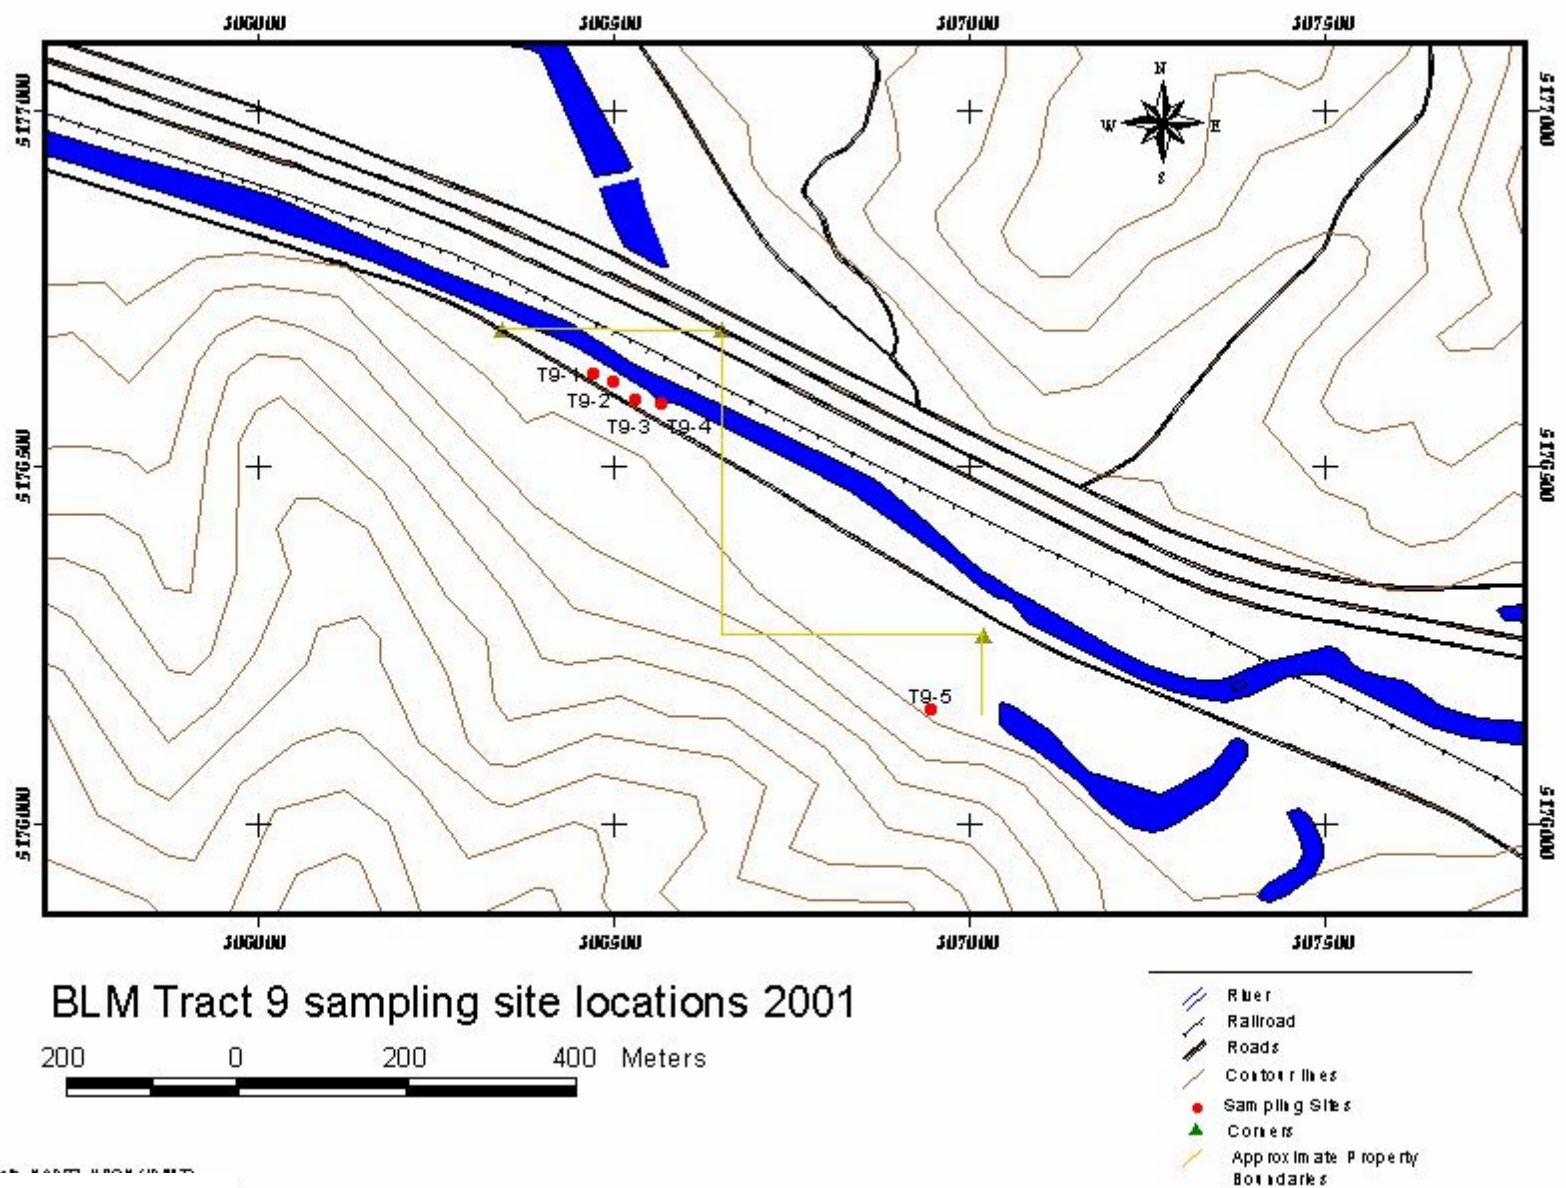 306000 306500 307000 307500
5177000
5177000
N
W E
S
T9-1
T9-2
T9-3 T9-4
5176500
5176500
T9-5
5176000
5176000
306000 306500 307000 307500
BLM Tract 9 sampling site locations 2001
200 0 200 400 Meters
River
Railroad
Roads
Contour lines
Sampling Sites
Corners
Approximate Property
Boundaries